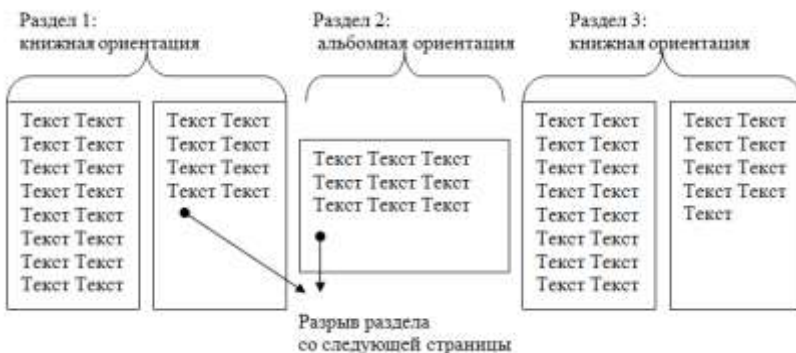 Раздел 1:
книжная ориентация
Раздел 2:
альбомная ориентация
Раздел 3:
книжная ориентация
Текст Текст
Текст Текст
Текст Текст
Текст Текст
Текст Текст
Текст Текст
Текст Текст
Текст Текст
Текст Текст
Текст Текст
Текст Текст
Текст Текст
Текст Текст Текст
Текст Текст Текст
Текст Текст Текст
Текст Текст
Текст Текст
Текст Текст
Текст Текст
Текст Текст
Текст Текст
Текст Текст
Текст Текст
Текст Текст
Текст Текст
Текст Текст
Текст Текст
Текст
Разрыв раздела
со следующей страницы